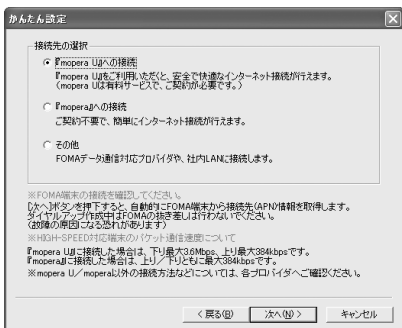 かんたん設定
接続先の選択
『mopera U』への接続
『mopera U』をご利用いただくと、安全で快適なインターネット接続が行えます。
（mopera Uは有料サービスで、ご契約が必要です。）
『mopera』への接続
ご契約不要で、簡単にインターネット接続が行えます。
その他
FOMAデータ通信対応プロバイダや、社内LANに接続します。
※FOMA端末の接続を確認してください。
[次へ]ボタンを押下すると、自動的にFOMA端末から接続先(APN)情報を取得します。
ダイヤルアップ作成中はFOMAの抜き差しは行わないでください。
(故障の原因になる恐れがあります)
※HIGH-SPEED対応端末のパケット通信速度について
『mopera U』に接続した場合は、下り最大3.6Mbps、上り最大384kbpsです。
『mopera』に接続した場合は、上り／下りともに最大384kbpsです。
※mopera U／mopera以外の接続方法などについては、各プロバイダへご確認ください。
< 戻る(B)
次へ(N) >
キャンセル